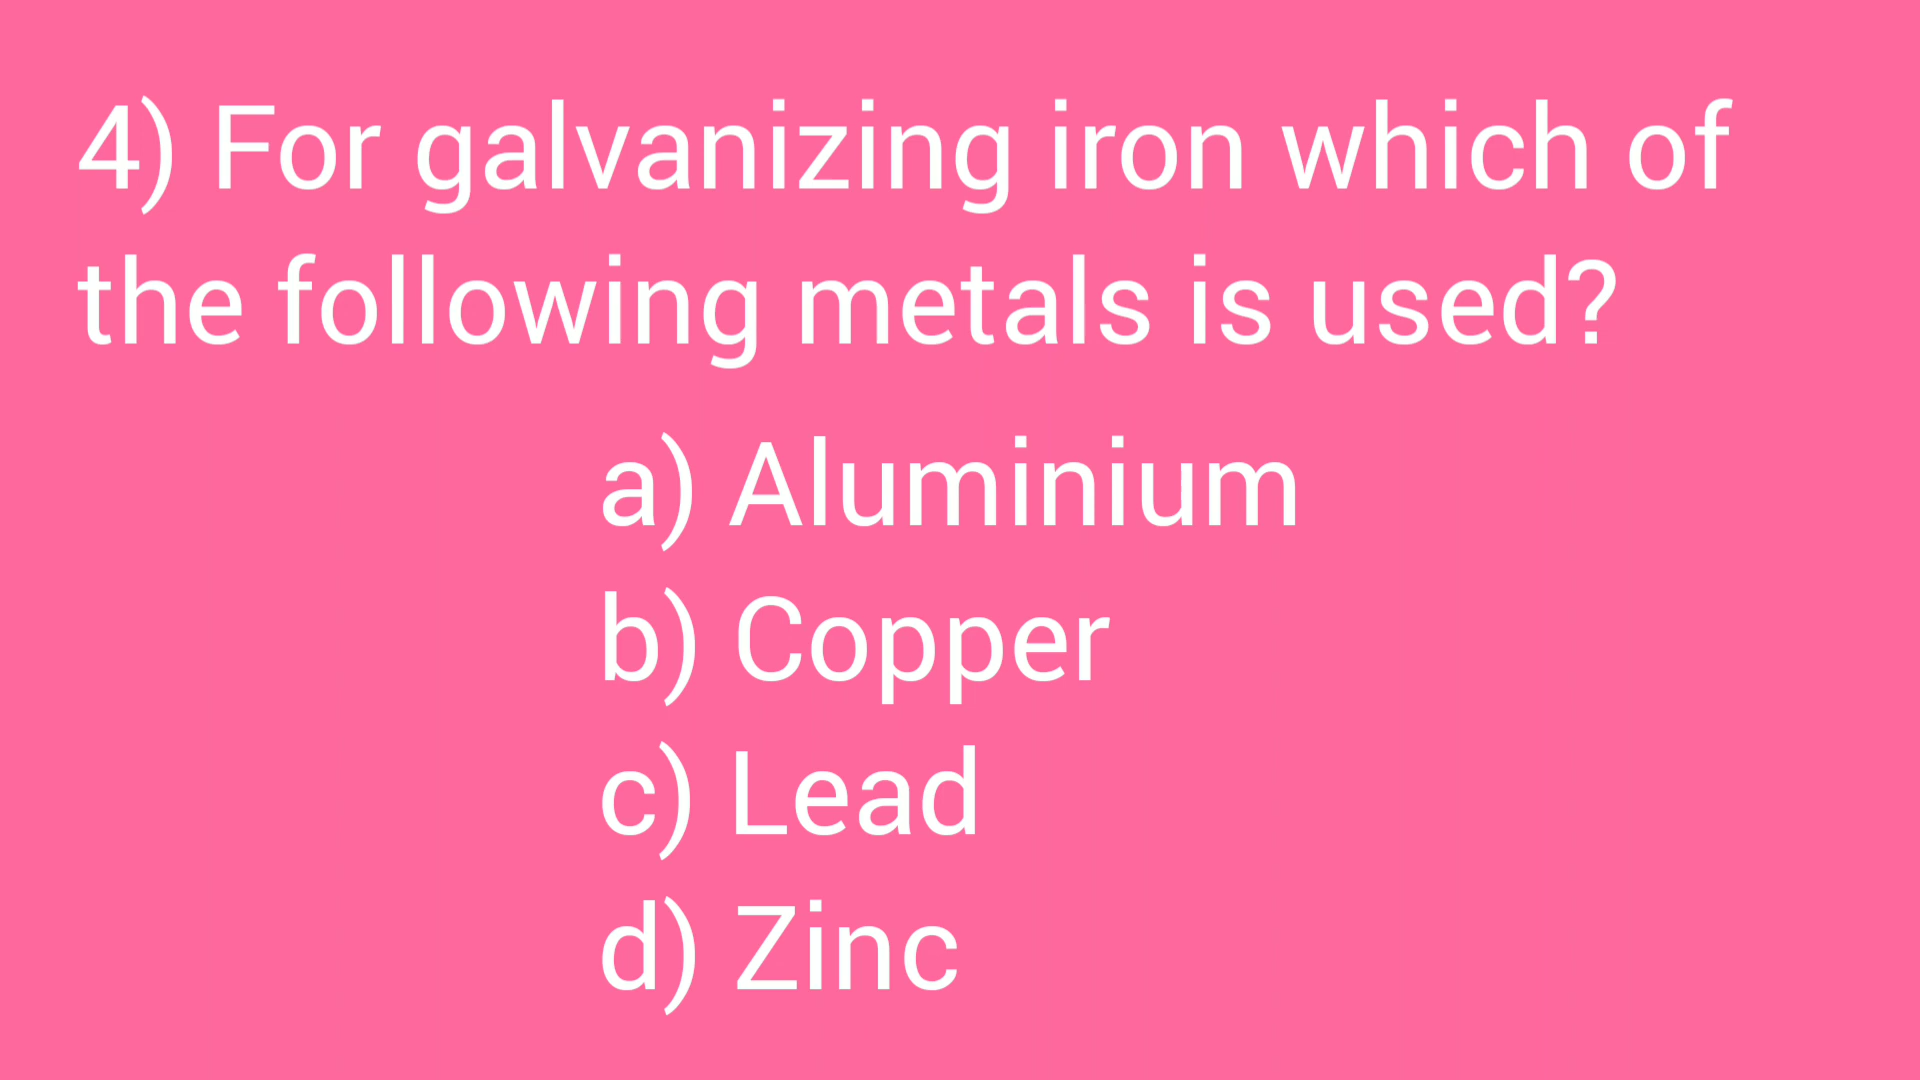 4) For galvanizing iron which of
the following metals is used?
a) Aluminium
b) Copper
c) Lead
d) Zinc